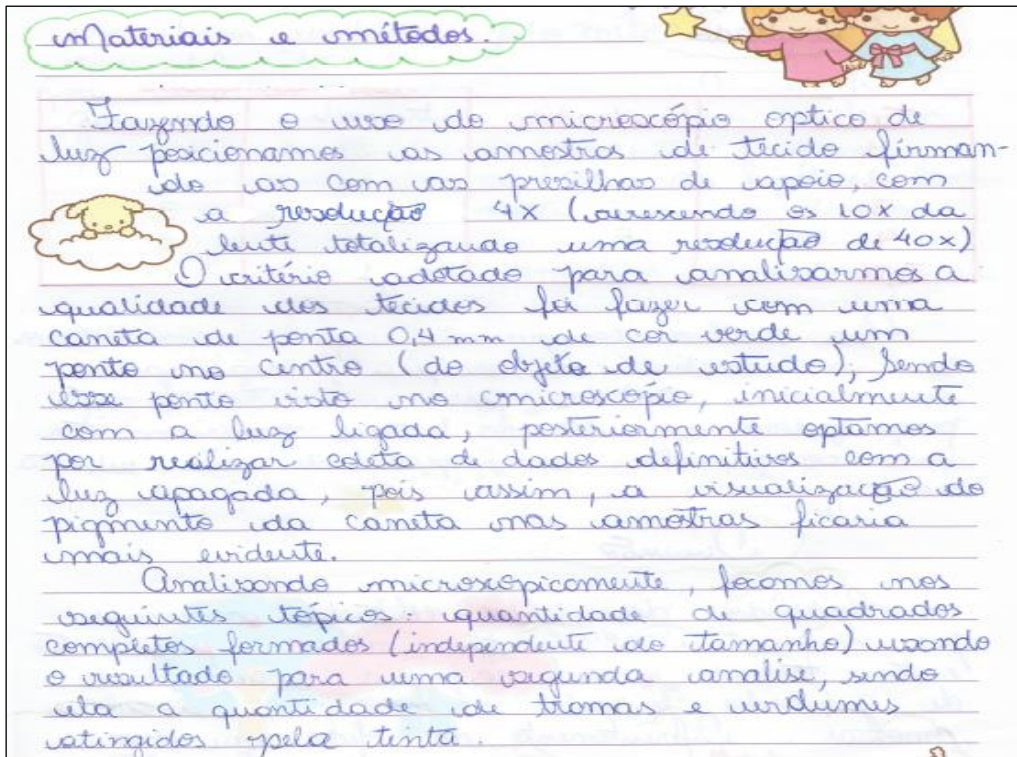 Materiais e métodos.
Fazendo o uso do microscópio optico de
luz posicionamos as amostras de tecido firman-
do as com as presilhas de apoio, com
a resolução 4x (acrescendo os 10x da
lente totalizando uma resolução de 40x)
O critério adotado para analisarmos a
qualidade dos tecidos foi fazer com uma
caneta de ponta 0,4 mm de cor verde um
ponto no centro (do objeto de estudo), sendo
esse ponto visto no microscópio, inicialmente
com a luz ligada, posteriormente optamos
por realizar coleta de dados definitivos com a
luz apagada, pois assim, a visualização do
pigmento da caneta nas amostras ficaria
mais evidente.
Analisando microscopicamente, focamos nos
seguintes tópicos: quantidade de quadrados
completos formados (independente do tamanho) usando
o resultado para uma segunda analise, sendo
esta a quantidade de tramas e urdumes
atingidos pela tinta.